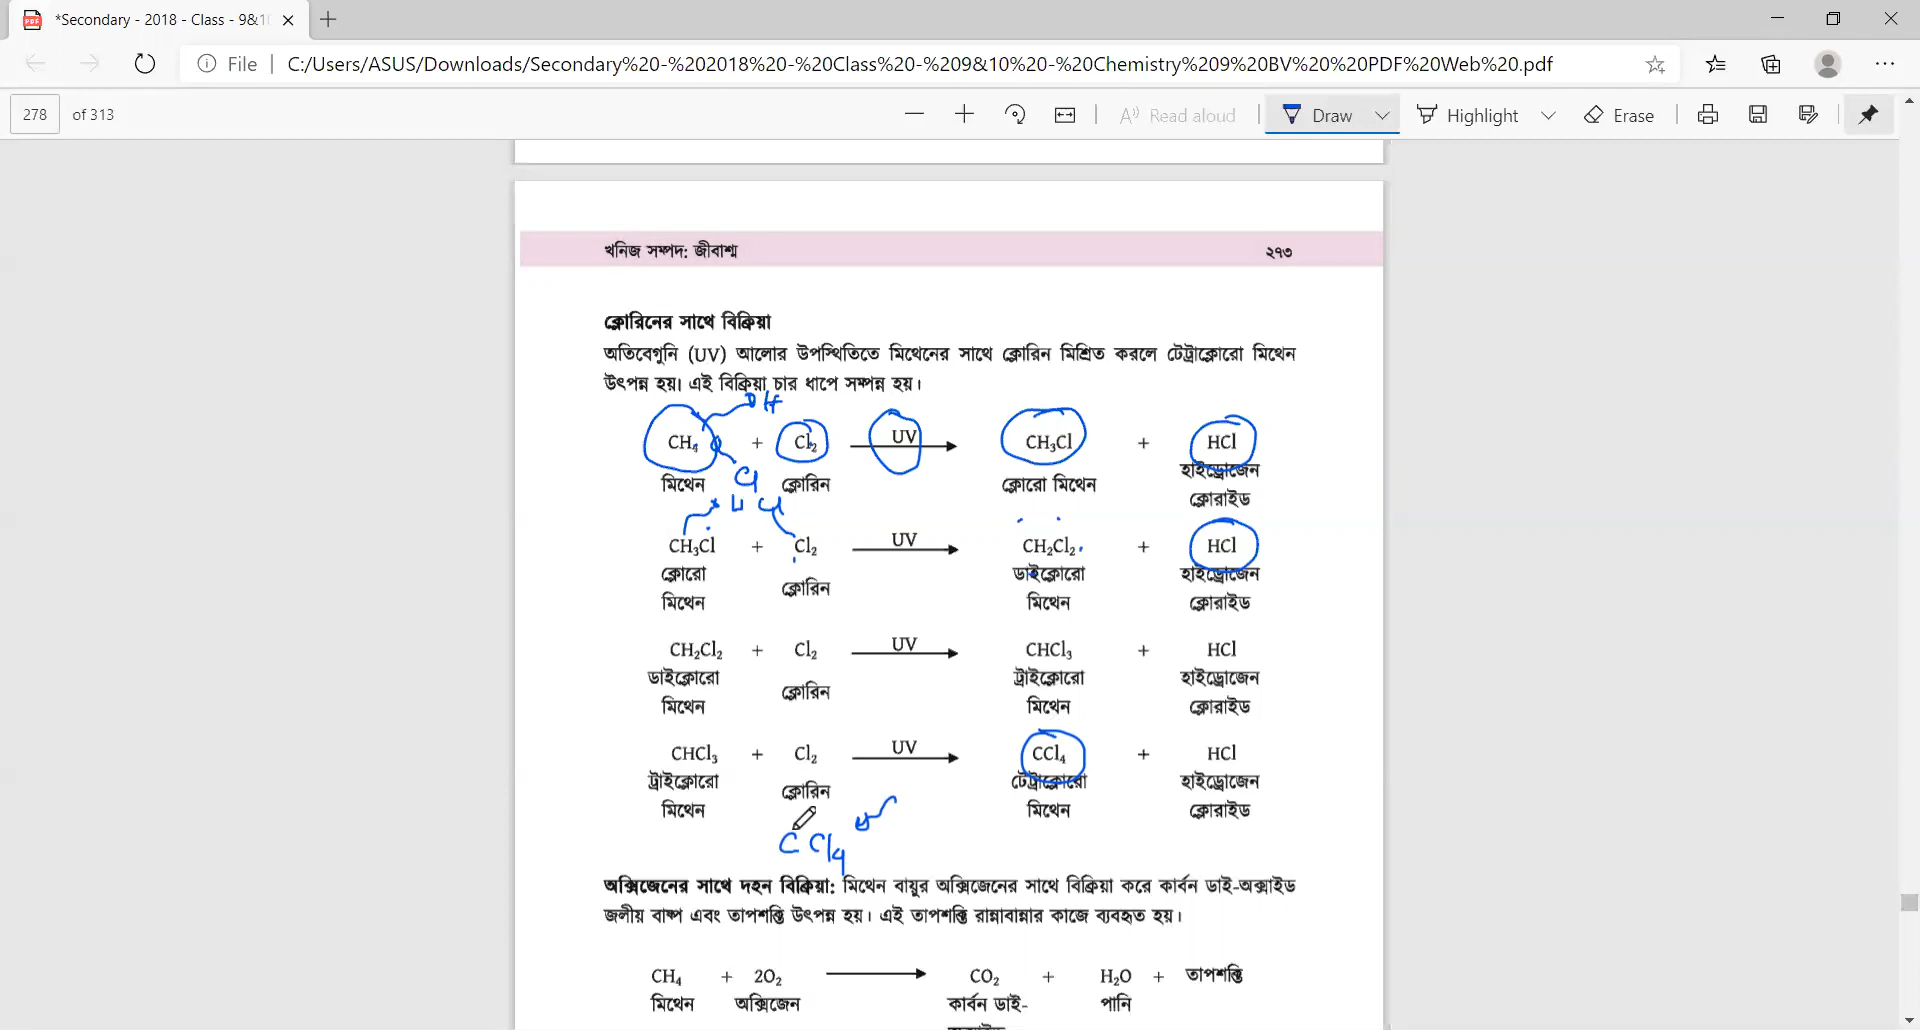 *Secondary - 2018 - Class - 9&10
File | C:/Users/ASUS/Downloads/Secondary%20-%202018%20-%20Class%20-%209&10%20-%20Chemistry%209%20BV%20%20PDF%20Web%20.pdf
278 of 313 Read aloud Draw Highlight Erase
খনিজ সম্পদ: জীবাশ্ম ২৭৩
ক্লোরিনের সাথে বিক্রিয়া
অতিবেগুনি (UV) আলোর উপস্থিতিতে মিথেনের সাথে ক্লোরিন মিশ্রিত করলে টেট্রাক্লোরো মিথেন
উৎপন্ন হয়। এই বিক্রিয়া চার ধাপে সম্পন্ন হয়।
CH₄ + Cl₂ UV CH₃Cl + HCl
মিথেন ক্লোরিন ক্লোরো মিথেন হাইড্রোজেন
ক্লোরাইড
Cl
H Cl
CH₃Cl + Cl₂ UV CH₂Cl₂ + HCl
ক্লোরো ক্লোরিন ডাইক্লোরো হাইড্রোজেন
মিথেন মিথেন ক্লোরাইড
CH₂Cl₂ + Cl₂ UV CHCl₃ + HCl
ডাইক্লোরো ক্লোরিন ট্রাইক্লোরো হাইড্রোজেন
মিথেন মিথেন ক্লোরাইড
CHCl₃ + Cl₂ UV CCl₄ + HCl
ট্রাইক্লোরো ক্লোরিন টেট্রাক্লোরো হাইড্রোজেন
মিথেন মিথেন ক্লোরাইড
CCl₄
অক্সিজেনের সাথে দহন বিক্রিয়া: মিথেন বায়ুর অক্সিজেনের সাথে বিক্রিয়া করে কার্বন ডাই-অক্সাইড
জলীয় বাষ্প এবং তাপশক্তি উৎপন্ন হয়। এই তাপশক্তি রান্নাবান্নার কাজে ব্যবহৃত হয়।
CH₄ + 2O₂ CO₂ + H₂O + তাপশক্তি
মিথেন অক্সিজেন কার্বন ডাই- পানি